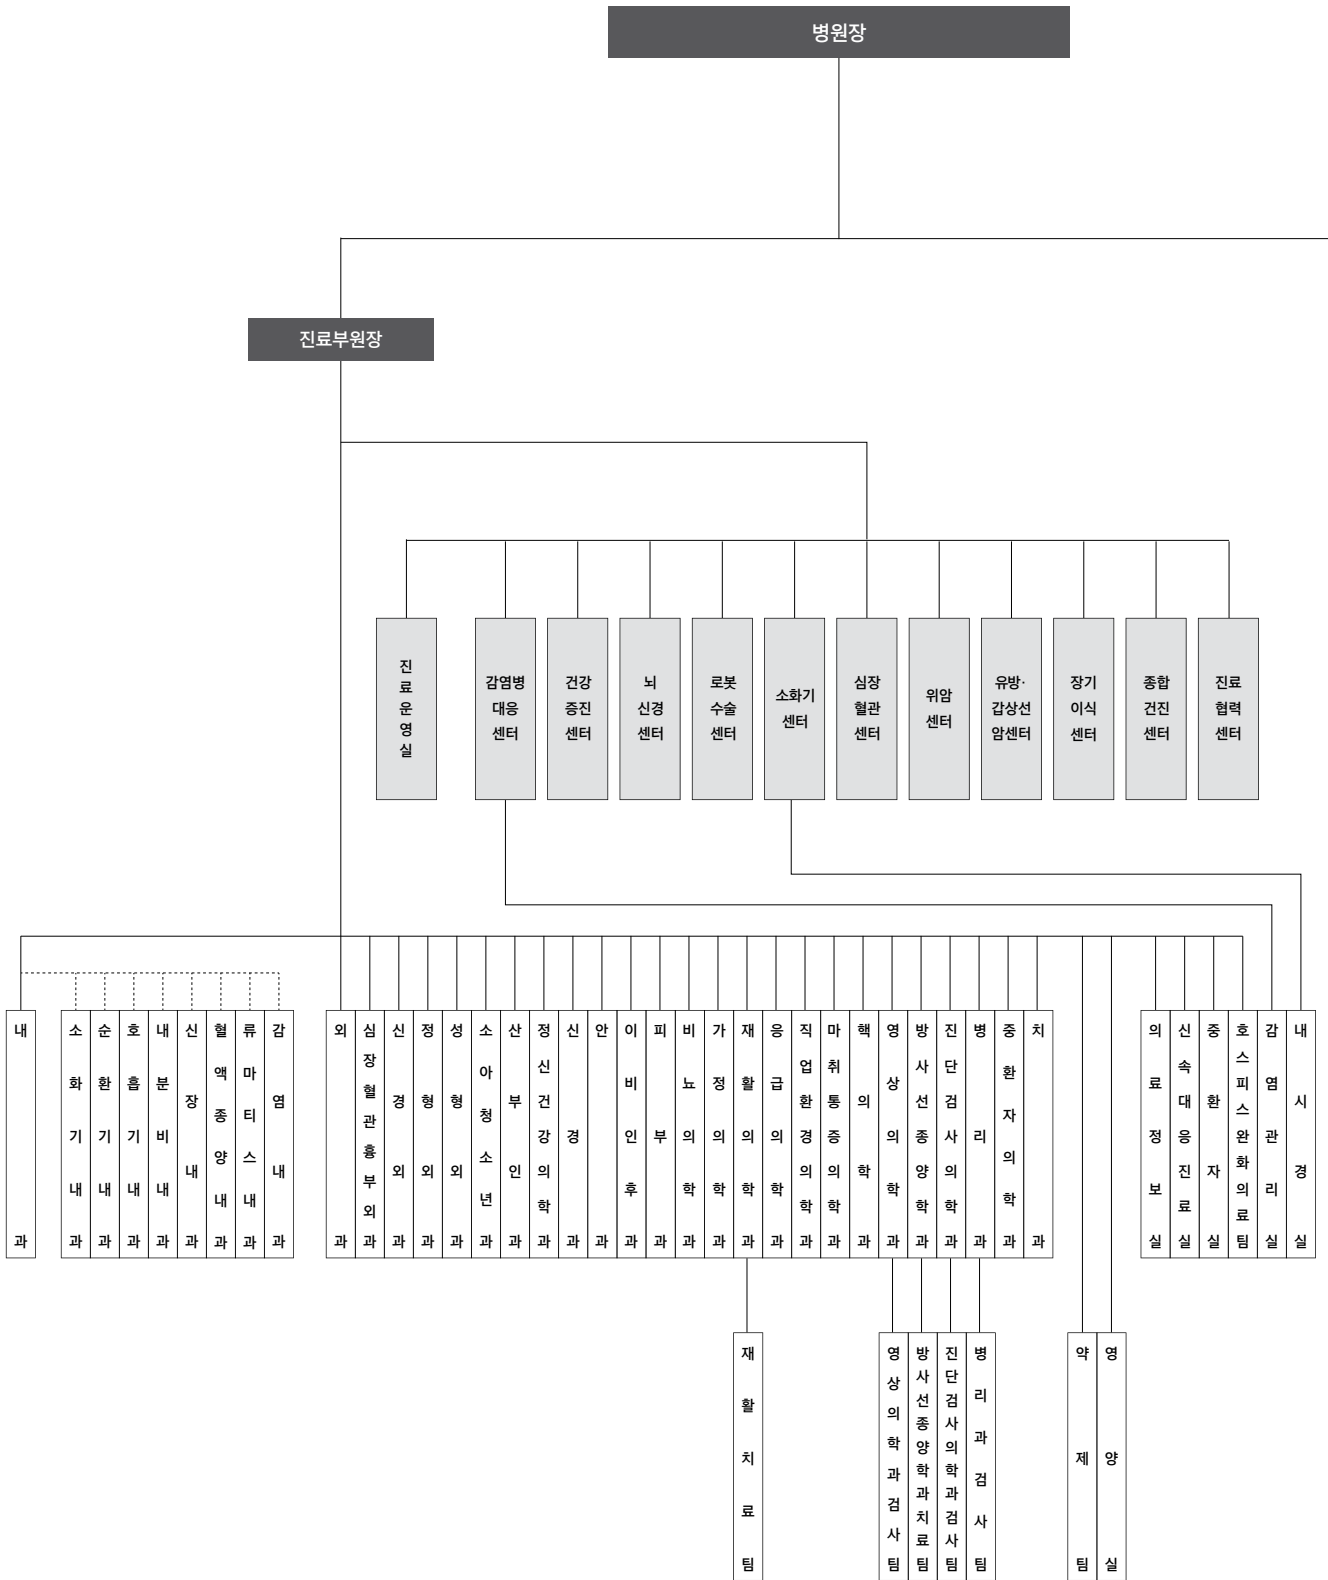 병원장
진료부원장
진료운영실
감염병
대응
센터
건강
증진
센터
뇌
신경
센터
로봇
수술
센터
소화기
센터
심장
혈관
센터
위암
센터
유방·
갑상선
암센터
장기
이식
센터
종합
건진
센터
진료
협력
센터
내과
소화기내과
순환기내과
호흡기내과
내분비내과
신장내과
혈액종양내과
류마티스내과
감염내과
외과
심장혈관흉부외과
신경외과
정형외과
성형외과
소아청소년과
산부인과
정신건강의학과
신경과
안과
이비인후과
피부과
비뇨의학과
가정의학과
재활의학과
응급의학과
직업환경의학과
마취통증의학과
핵의학과
영상의학과
방사선종양학과
진단검사의학과
병리과
중환자의학과
치과
의료정보실
신속대응진료실
중환자실
호스피스완화의료팀
감염관리실
내시경실
재활치료팀
영상의학과검사팀
방사선종양학과치료팀
진단검사의학과검사팀
병리과검사팀
약제팀
영양실